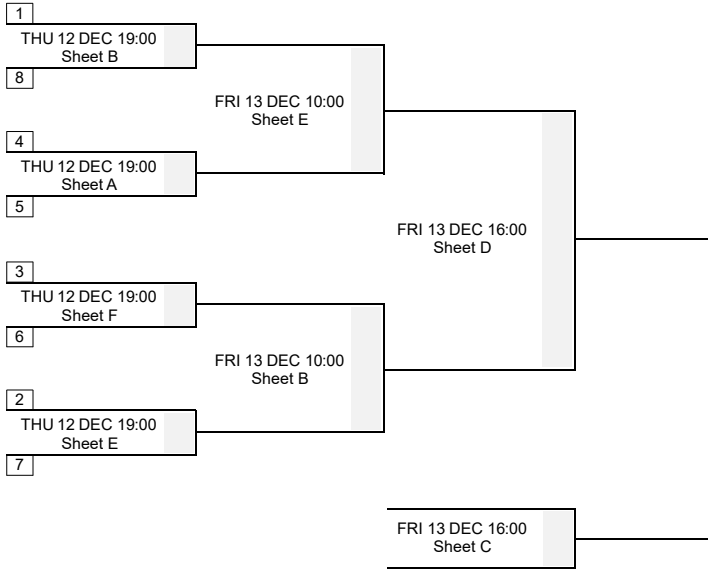 1
THU 12 DEC 19:00
Sheet B
8
FRI 13 DEC 10:00
Sheet E
4
THU 12 DEC 19:00
Sheet A
5
FRI 13 DEC 16:00
Sheet D
3
THU 12 DEC 19:00
Sheet F
6
FRI 13 DEC 10:00
Sheet B
2
THU 12 DEC 19:00
Sheet E
7
FRI 13 DEC 16:00
Sheet C